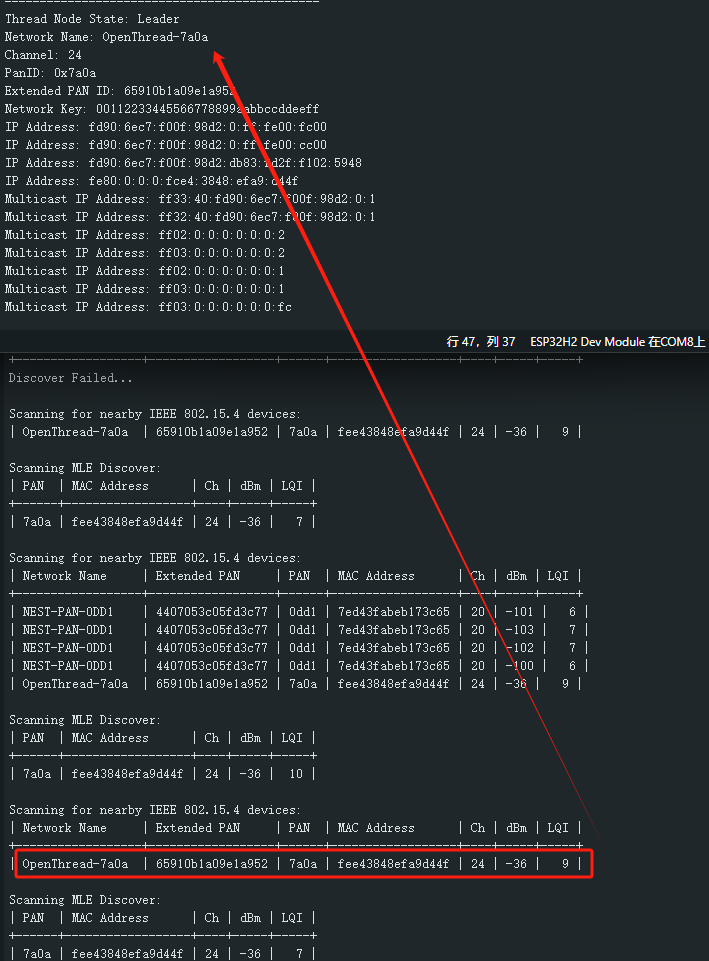 Thread Node State: Leader
Network Name: OpenThread-7a0a
Channel: 24
PanID: 0x7a0a
Extended PAN ID: 65910b1a09e1a952
Network Key: 00112233445566778899aabbccddeeff
IP Address: fd90:6ec7:f00f:98d2:0:ff:fe00:fc00
IP Address: fd90:6ec7:f00f:98d2:0:ff:fe00:cc00
IP Address: fd90:6ec7:f00f:98d2:db83: f102:5948
IP Address: fe80:0:0:0:fce4:3848:efa9:d44f
Multicast IP Address: ff33:40:fd90:6ec7:f00f:98d2:0:1
Multicast IP Address: ff32:40:fd90:6ec7:f00f:98d2:0:1
Multicast IP Address: ff02:0:0:0:0:0:0:2
Multicast IP Address: ff03:0:0:0:0:0:0:2
Multicast IP Address: ff02:0:0:0:0:0:0:1
Multicast IP Address: ff03:0:0:0:0:0:0:1
Multicast IP Address: ff03:0:0:0:0:0:0:fc
行 47，列 37 ESP32H2 Dev Module 在COM8上
Discover Failed...
Scanning for nearby IEEE 802.15.4 devices:
| OpenThread-7a0a | 65910b1a09e1a952 | 7a0a | fee43848efa9d44f | 24 | -36 | 9 |
Scanning MLE Discover:
| PAN | MAC Address | Ch | dBm | LQI |
| 7a0a | fee43848efa9d44f | 24 | -36 | 7 |
Scanning for nearby IEEE 802.15.4 devices:
| Network Name | Extended PAN | PAN | MAC Address | Ch | dBm | LQI |
| NEST-PAN-0DD1 | 4407053c05fd3c77 | 0dd1 | 7ed43fabeb173c65 | 20 | -101 | 6 |
| NEST-PAN-0DD1 | 4407053c05fd3c77 | 0dd1 | 7ed43fabeb173c65 | 20 | -103 | 7 |
| NEST-PAN-0DD1 | 4407053c05fd3c77 | 0dd1 | 7ed43fabeb173c65 | 20 | -102 | 7 |
| NEST-PAN-0DD1 | 4407053c05fd3c77 | 0dd1 | 7ed43fabeb173c65 | 20 | -100 | 6 |
| OpenThread-7a0a | 65910b1a09e1a952 | 7a0a | fee43848efa9d44f | 24 | -36 | 9 |
Scanning MLE Discover:
| PAN | MAC Address | Ch | dBm | LQI |
| 7a0a | fee43848efa9d44f | 24 | -36 | 10 |
Scanning for nearby IEEE 802.15.4 devices:
| Network Name | Extended PAN | PAN | MAC Address | Ch | dBm | LQI |
| OpenThread-7a0a | 65910b1a09e1a952 | 7a0a | fee43848efa9d44f | 24 | -36 | 9 |
Scanning MLE Discover:
| PAN | MAC Address | Ch | dBm | LQI |
| 7a0a | fee43848efa9d44f | 24 | -36 | 7 |